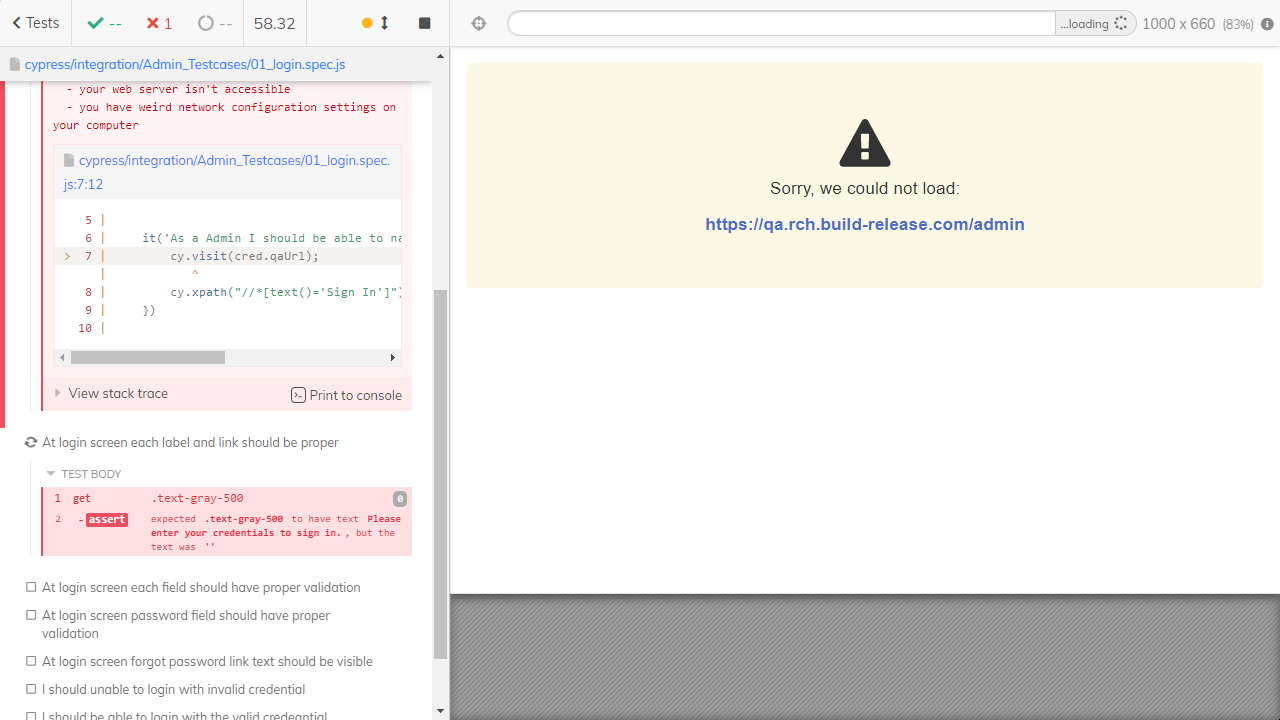 Tests
--
1
--
58.32
...loading
1000 x 660 (83%)
cypress/integration/Admin_Testcases/01_login.spec.js
- your web server isn't accessible
- you have weird network configuration settings on
your computer
cypress/integration/Admin_Testcases/01_login.spec.
js:7:12
5 |
6 | it('As a Admin I should be able to na
> 7 | cy.visit(cred.qaUrl);
| ^
8 | cy.xpath("//*[text()='Sign In']")
9 | })
10 |
View stack trace
Print to console
At login screen each label and link should be proper
TEST BODY
1 get .text-gray-500 0
2 -assert expected .text-gray-500 to have text Please
enter your credentials to sign in. , but the
text was ''
At login screen each field should have proper validation
At login screen password field should have proper
validation
At login screen forgot password link text should be visible
I should unable to login with invalid credential
I should be able to login with the valid credeantial
Sorry, we could not load:
https://qa.rch.build-release.com/admin